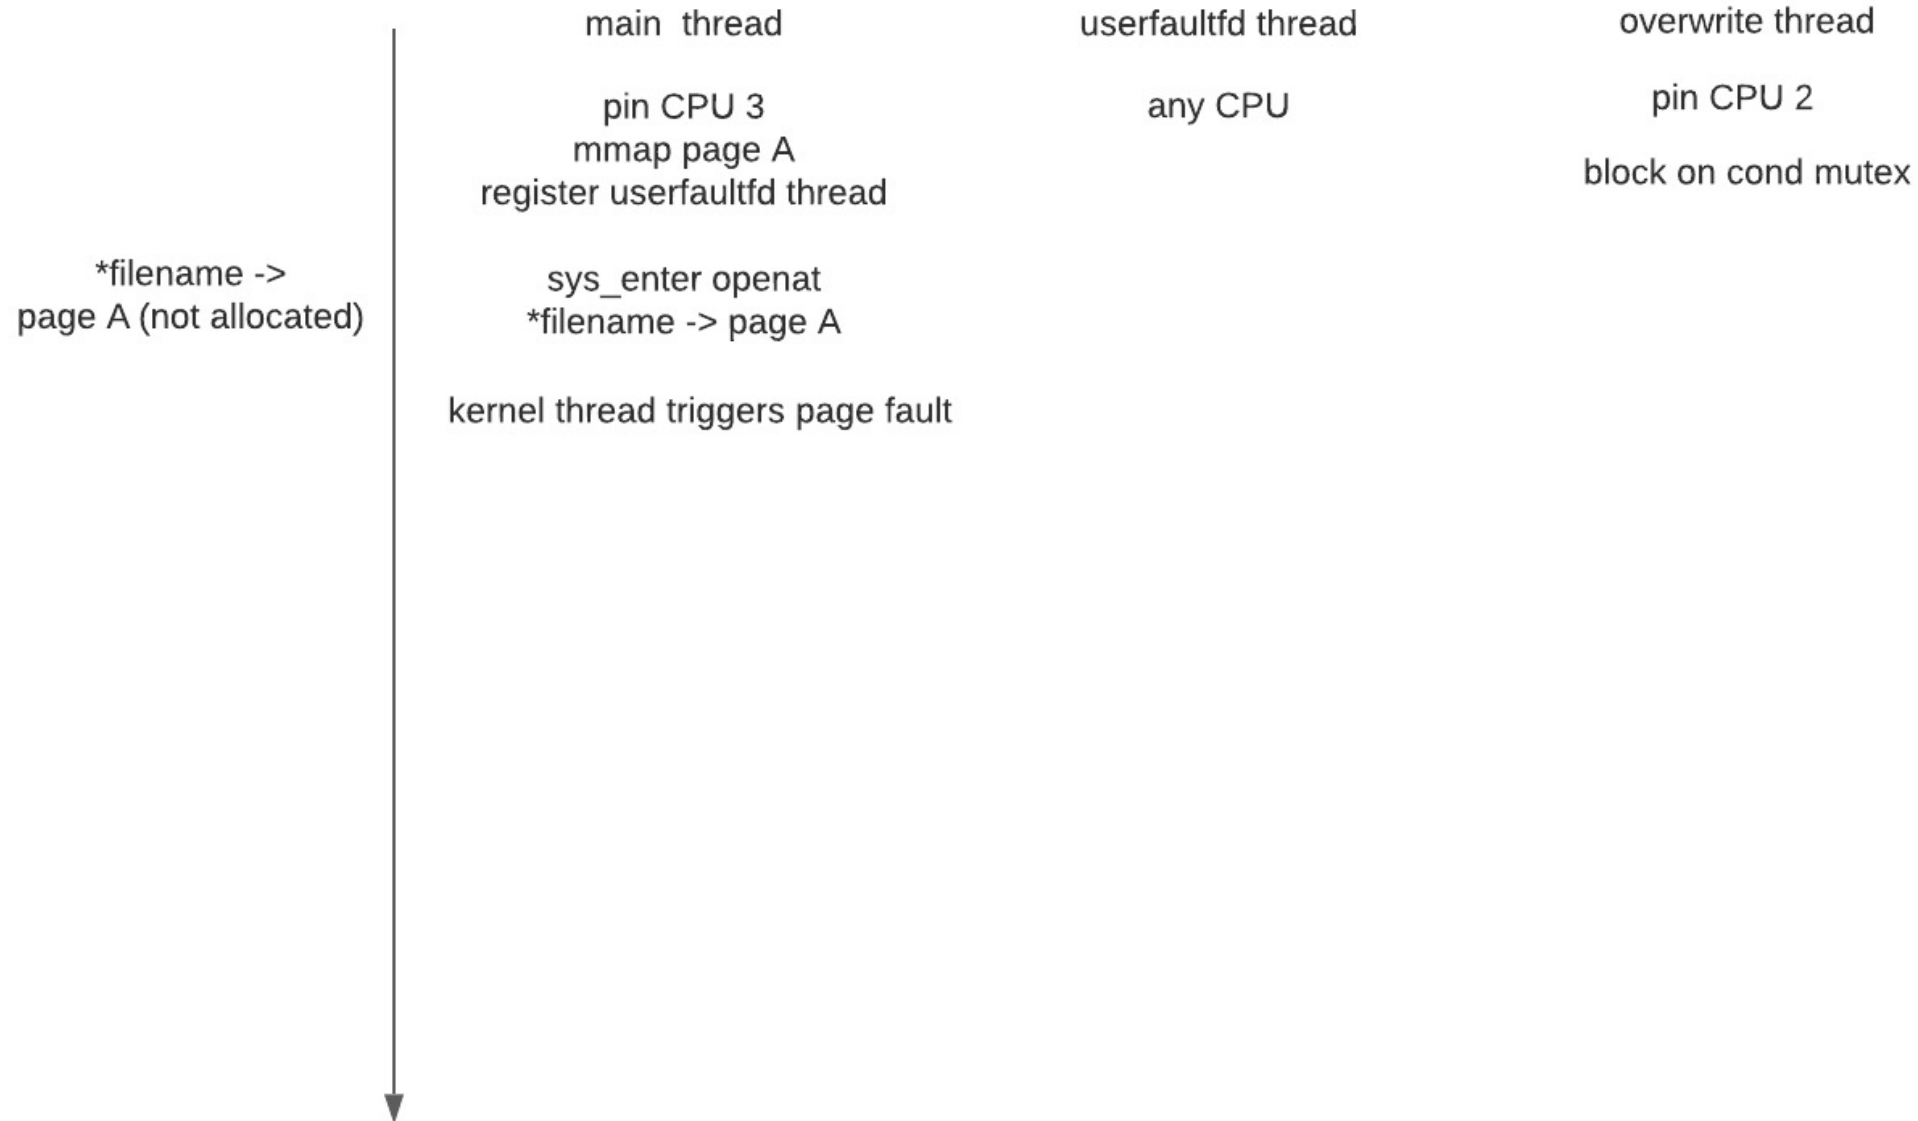 main  thread
userfaultfd thread
overwrite thread
pin CPU 3
mmap page A
register userfaultfd thread
any CPU
pin CPU 2
block on cond mutex
*filename ->
page A (not allocated)
sys_enter openat
*filename -> page A
kernel thread triggers page fault